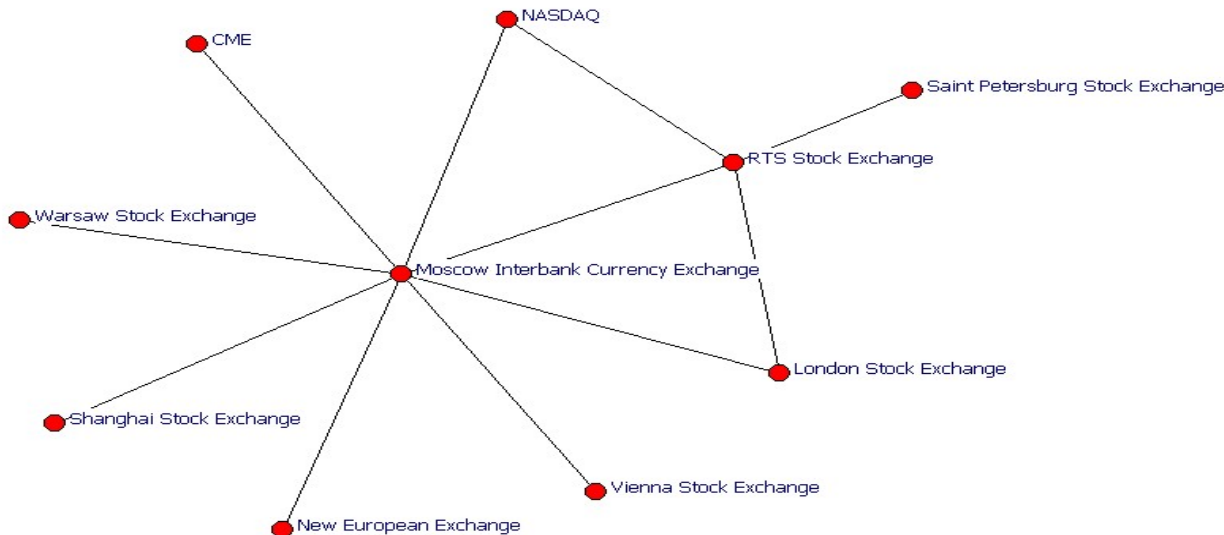 NASDAQ
CME
Saint Petersburg Stock Exchange
RTS Stock Exchange
Warsaw Stock Exchange
Moscow Interbank Currency Exchange
London Stock Exchange
Shanghai Stock Exchange
Vienna Stock Exchange
New European Exchange